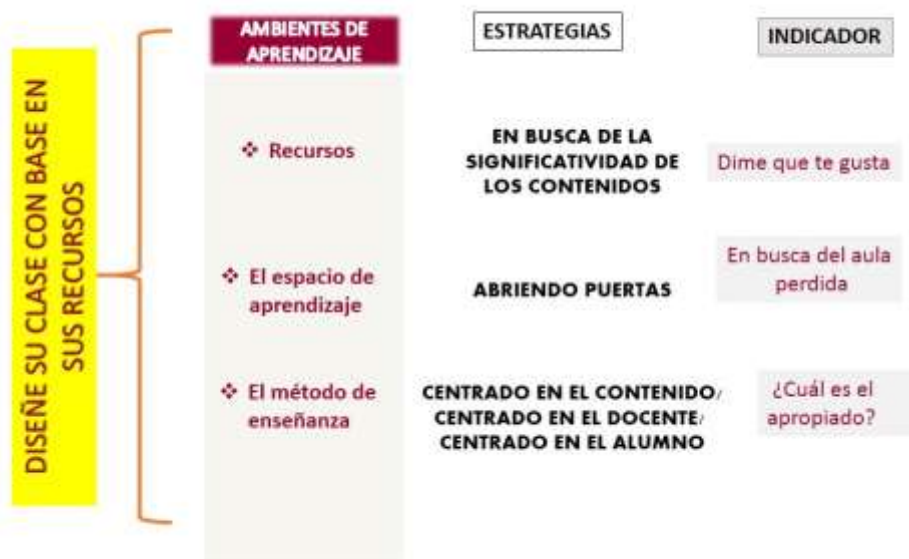 DISEÑE SU CLASE CON BASE EN
SUS RECURSOS
AMBIENTES DE
APRENDIZAJE
ESTRATEGIAS
INDICADOR
❖ Recursos
EN BUSCA DE LA
SIGNIFICATIVIDAD DE
LOS CONTENIDOS
Dime que te gusta
❖ El espacio de
aprendizaje
ABRIENDO PUERTAS
En busca del aula
perdida
❖ El método de
enseñanza
CENTRADO EN EL CONTENIDO/
CENTRADO EN EL DOCENTE/
CENTRADO EN EL ALUMNO
¿Cuál es el
apropiado?